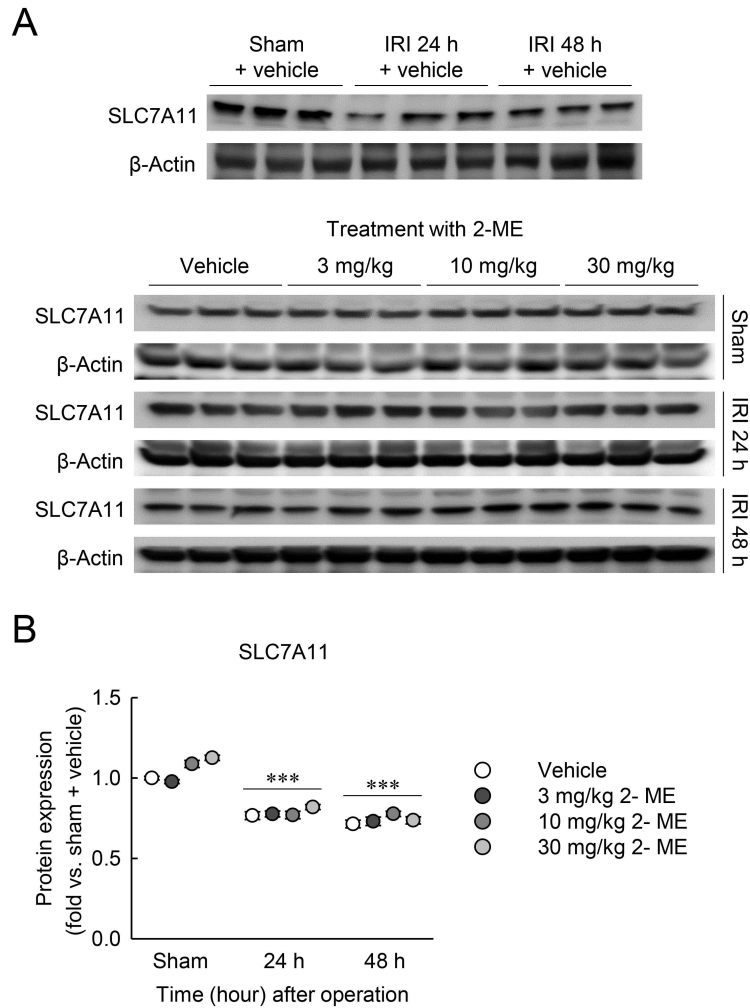 A
Sham IRI 24 h IRI 48 h
+ vehicle + vehicle + vehicle
SLC7A11
β-Actin
Treatment with 2-ME
Vehicle 3 mg/kg 10 mg/kg 30 mg/kg
SLC7A11
β-Actin
Sham
SLC7A11
β-Actin
IRI 24 h
SLC7A11
β-Actin
IRI 48 h
B
SLC7A11
Protein expression
(fold vs. sham + vehicle)
1.5
1.0
0.5
0.0
***
***
Sham 24 h 48 h
Time (hour) after operation
Vehicle
3 mg/kg 2- ME
10 mg/kg 2- ME
30 mg/kg 2- ME